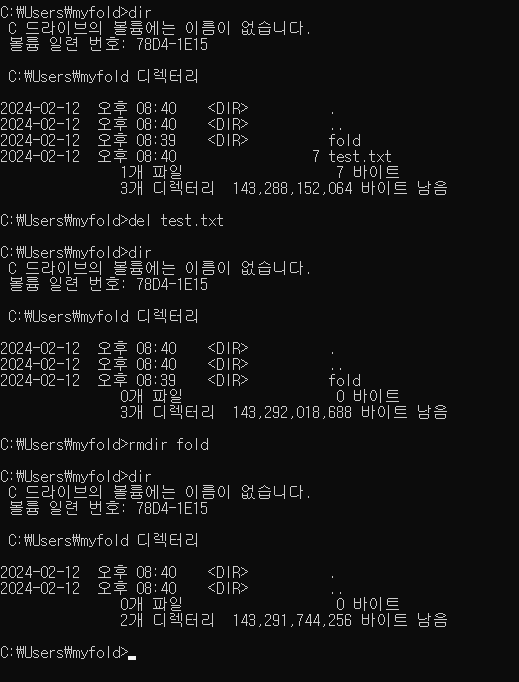 C:₩Users₩myfold>dir
C 드라이브의 볼륨에는 이름이 없습니다.
볼륨 일련 번호: 78D4-1E15
C:₩Users₩myfold 디렉터리
2024-02-12 오후 08:40 <DIR> .
2024-02-12 오후 08:40 <DIR> ..
2024-02-12 오후 08:39 <DIR> fold
2024-02-12 오후 08:40 7 test.txt
1개 파일 7 바이트
3개 디렉터리 143,288,152,064 바이트 남음
C:₩Users₩myfold>del test.txt
C:₩Users₩myfold>dir
C 드라이브의 볼륨에는 이름이 없습니다.
볼륨 일련 번호: 78D4-1E15
C:₩Users₩myfold 디렉터리
2024-02-12 오후 08:40 <DIR> .
2024-02-12 오후 08:40 <DIR> ..
2024-02-12 오후 08:39 <DIR> fold
0개 파일 0 바이트
3개 디렉터리 143,292,018,688 바이트 남음
C:₩Users₩myfold>rmdir fold
C:₩Users₩myfold>dir
C 드라이브의 볼륨에는 이름이 없습니다.
볼륨 일련 번호: 78D4-1E15
C:₩Users₩myfold 디렉터리
2024-02-12 오후 08:40 <DIR> .
2024-02-12 오후 08:40 <DIR> ..
0개 파일 0 바이트
2개 디렉터리 143,291,744,256 바이트 남음
C:₩Users₩myfold>